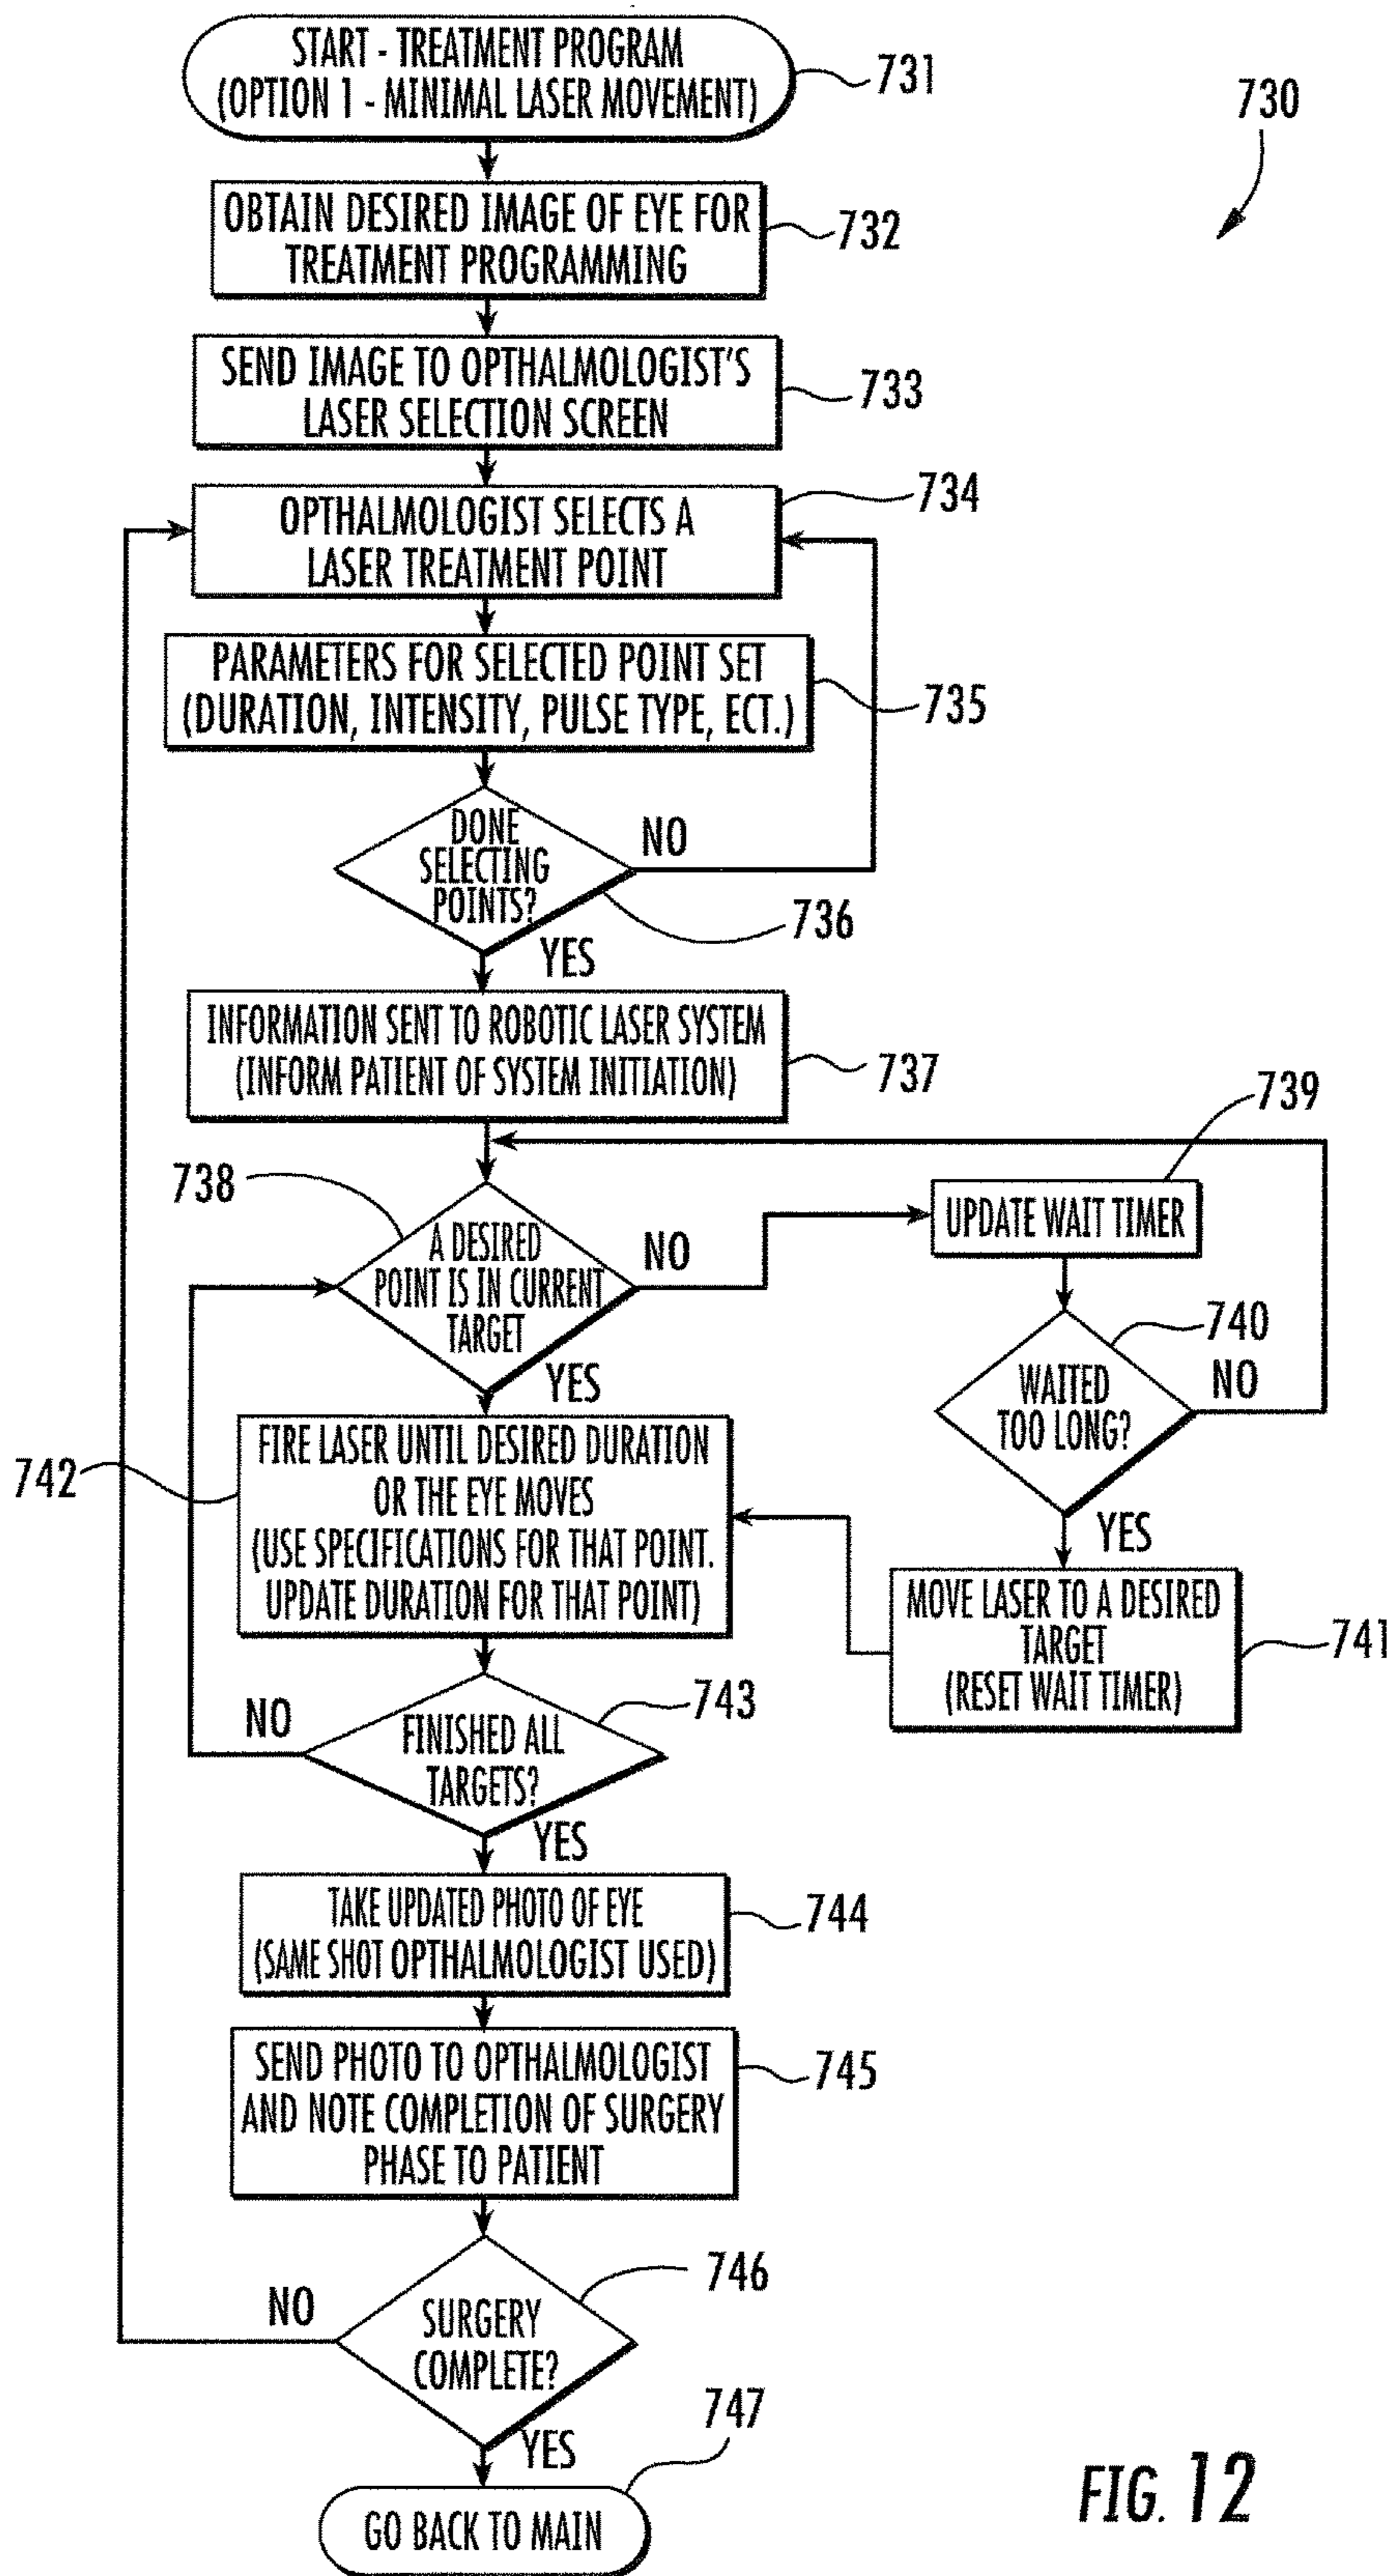 START - TREATMENT PROGRAM
(OPTION 1 - MINIMAL LASER MOVEMENT)
731
730
OBTAIN DESIRED IMAGE OF EYE FOR
TREATMENT PROGRAMMING
732
SEND IMAGE TO OPTHALMOLOGIST'S
LASER SELECTION SCREEN
733
OPTHALMOLOGIST SELECTS A
LASER TREATMENT POINT
734
PARAMETERS FOR SELECTED POINT SET
(DURATION, INTENSITY, PULSE TYPE, ECT.)
735
DONE
SELECTING
POINTS?
NO
736
YES
INFORMATION SENT TO ROBOTIC LASER SYSTEM
(INFORM PATIENT OF SYSTEM INITIATION)
737
738
A DESIRED
POINT IS IN CURRENT
TARGET
NO
YES
739
UPDATE WAIT TIMER
740
WAITED
TOO LONG?
NO
YES
742
FIRE LASER UNTIL DESIRED DURATION
OR THE EYE MOVES
(USE SPECIFICATIONS FOR THAT POINT.
UPDATE DURATION FOR THAT POINT)
MOVE LASER TO A DESIRED
TARGET
(RESET WAIT TIMER)
741
NO
FINISHED ALL
TARGETS?
743
YES
TAKE UPDATED PHOTO OF EYE
(SAME SHOT OPTHALMOLOGIST USED)
744
SEND PHOTO TO OPTHALMOLOGIST
AND NOTE COMPLETION OF SURGERY
PHASE TO PATIENT
745
NO
SURGERY
COMPLETE?
746
YES
747
GO BACK TO MAIN
FIG. 12